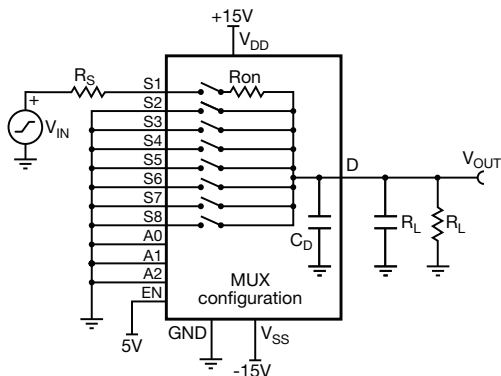 +15V
VDD
RS
S1
Ron
+
S2
VIN
S3
S4
S5
D
VOUT
S6
S7
S8
A0
CD
RL
RL
A1
A2
MUX
configuration
EN
5V
GND
VSS
-15V